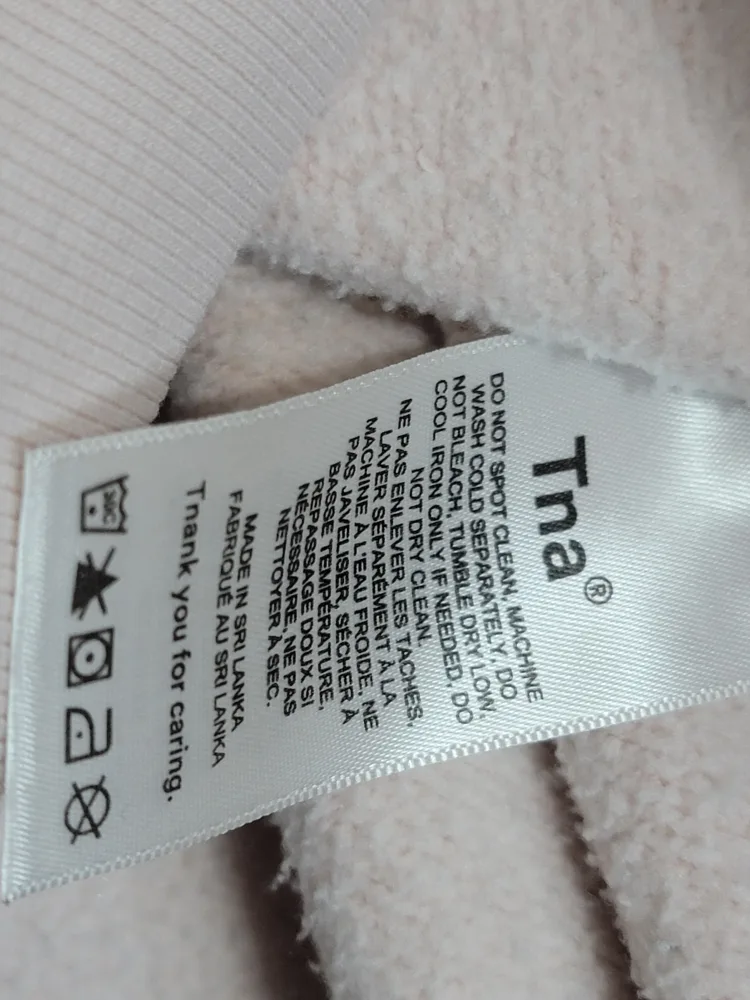 Tna®
DO NOT SPOT CLEAN, MACHINE
WASH COLD SEPARATELY, DO
NOT BLEACH, TUMBLE DRY LOW,
COOL IRON ONLY IF NEEDED, DO
NOT DRY CLEAN.
NE PAS ENLEVER LES TACHES,
LAVER SÉPARÉMENT À LA
MACHINE À L'EAU FROIDE, NE
PAS JAVELISER, SÉCHER À
BASSE TEMPÉRATURE,
REPASSAGE DOUX SI
NÉCESSAIRE, NE PAS
NETTOYER À SEC.
MADE IN SRI LANKA
FABRIQUÉ AU SRI LANKA
Tnank you for caring.
30C